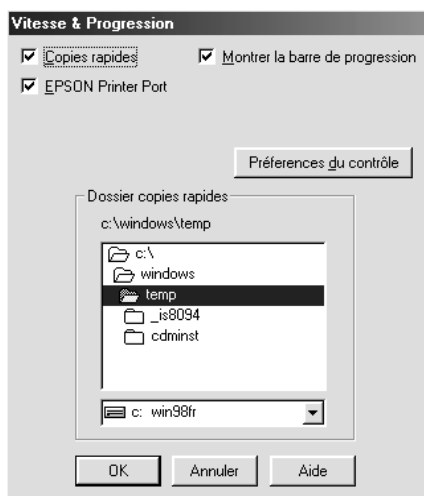 Vitesse & Progression
Copies rapides
Montrer la barre de progression
EPSON Printer Port
Préferences du contrôle
Dossier copies rapides
c:\windows\temp
c:\
windows
temp
_is8094
cdminst
c: win98fr
OK
Annuler
Aide